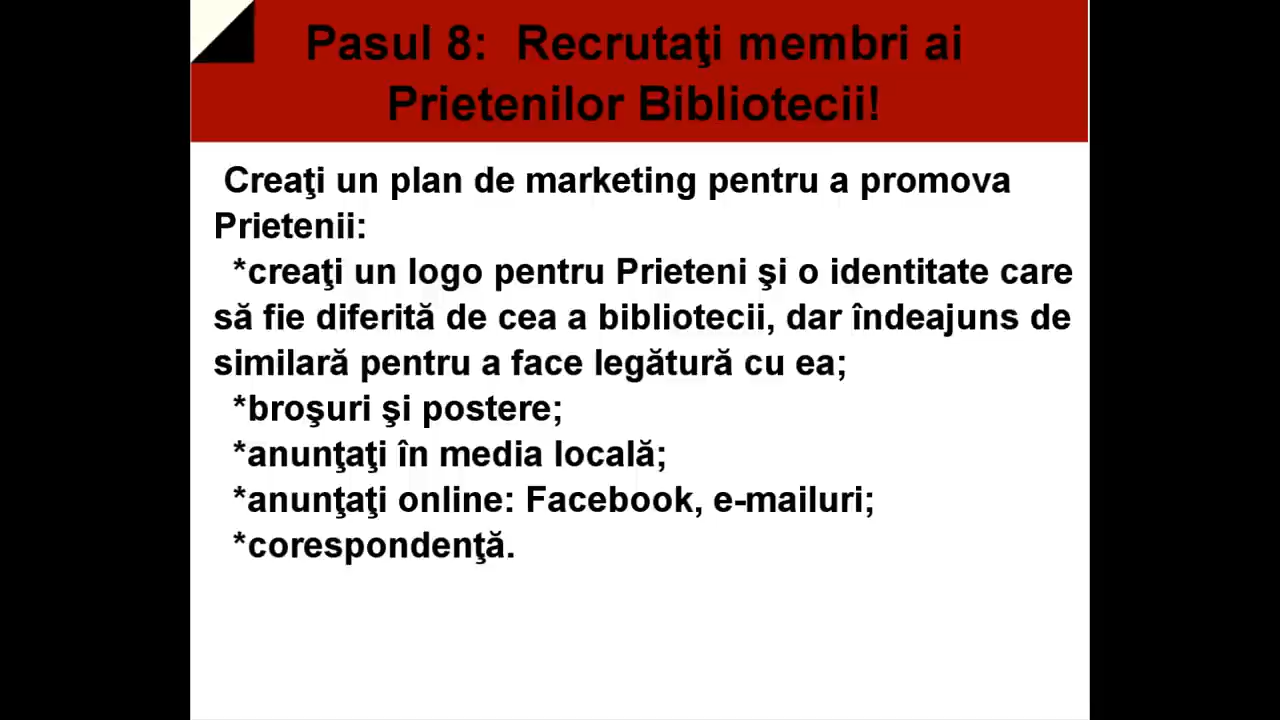 Pasul 8:  Recrutaţi membri ai
Prietenilor Bibliotecii!
Creaţi un plan de marketing pentru a promova
Prietenii:
*creaţi un logo pentru Prieteni şi o identitate care
să fie diferită de cea a bibliotecii, dar îndeajuns de
similară pentru a face legătură cu ea;
*broşuri şi postere;
*anunţaţi în media locală;
*anunţaţi online: Facebook, e-mailuri;
*corespondenţă.